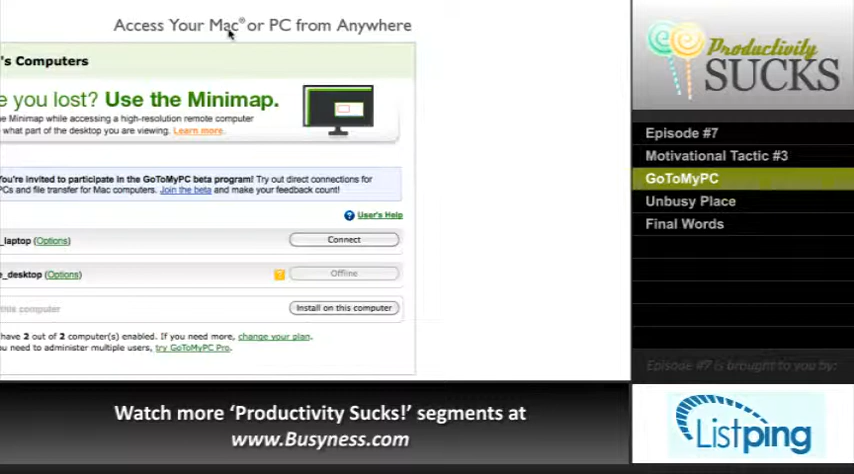 Access Your Mac® or PC from Anywhere
's Computers
e you lost? Use the Minimap.
he Minimap while accessing a high-resolution remote computer
what part of the desktop you are viewing. Learn more.
You're invited to participate in the GoToMyPC beta program! Try out direct connections for
PCs and file transfer for Mac computers. Join the beta and make your feedback count!
? User's Help
_laptop (Options)
Connect
e_desktop (Options)
Offline
this computer
Install on this computer
have 2 out of 2 computer(s) enabled. If you need more, change your plan.
ou need to administer multiple users, try GoToMyPC Pro.
Watch more ‘Productivity Sucks!’ segments at
www.Busyness.com
Productivity
SUCKS
Episode #7
Motivational Tactic #3
GoToMyPC
Unbusy Place
Final Words
Episode #7 is brought to you by:
Listping